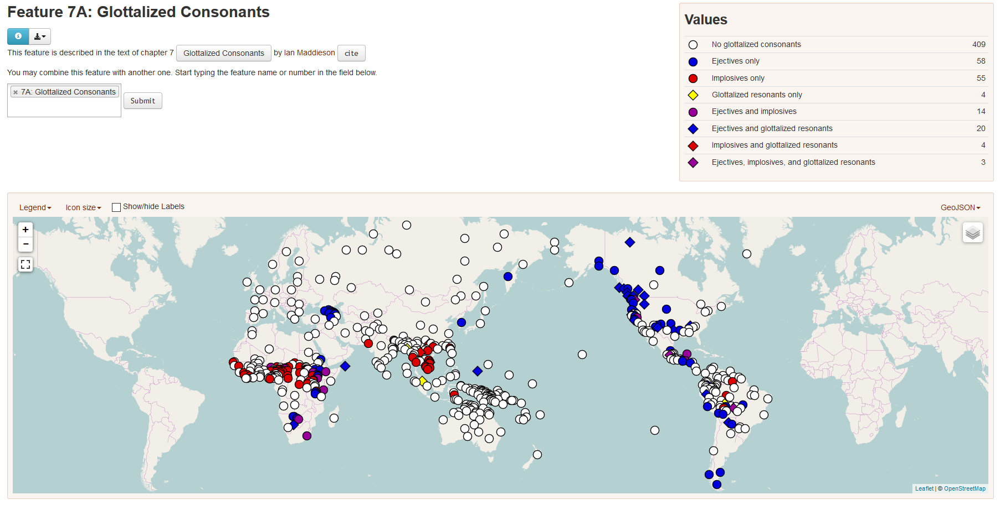 Feature 7A: Glottalized Consonants
This feature is described in the text of chapter 7 Glottalized Consonants by Ian Maddieson cite
You may combine this feature with another one. Start typing the feature name or number in the field below.
× 7A: Glottalized Consonants
Submit
Values
No glottalized consonants 409
Ejectives only 58
Implosives only 55
Glottalized resonants only 4
Ejectives and implosives 14
Ejectives and glottalized resonants 20
Implosives and glottalized resonants 4
Ejectives, implosives, and glottalized resonants 3
Legend Icon size Show/hide Labels GeoJSON
+
−
Leaflet | © OpenStreetMap